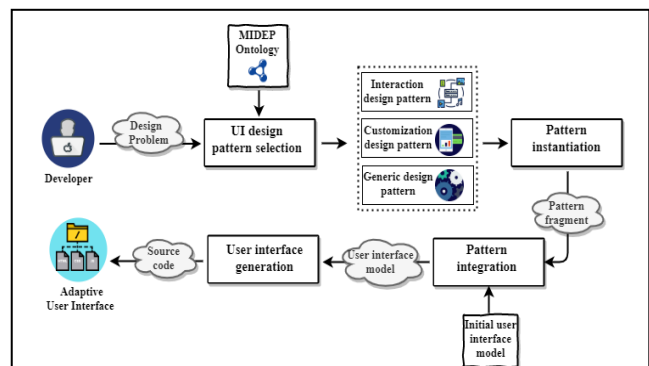 MIDEP
Ontology
Design
Problem
Developer
UI design
pattern selection
Interaction
design pattern
Customization
design pattern
Generic design
pattern
Pattern
instantiation
Pattern
fragment
Adaptive
User Interface
Source
code
User interface
generation
User interface
model
Pattern
integration
Initial user
interface
model